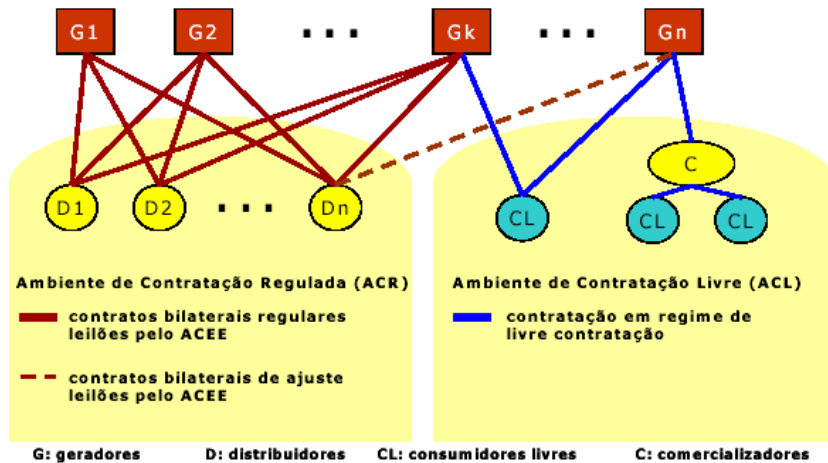 G1 G2 ... Gk ... Gn
C
D1 D2 ... Dn CL CL CL
Ambiente de Contratação Regulada (ACR)
contratos bilaterais regulares
leilões pelo ACEE
contratos bilaterais de ajuste
leilões pelo ACEE
Ambiente de Contratação Livre (ACL)
contratação em regime de
livre contratação
G: geradores D: distribuidores CL: consumidores livres C: comercializadores